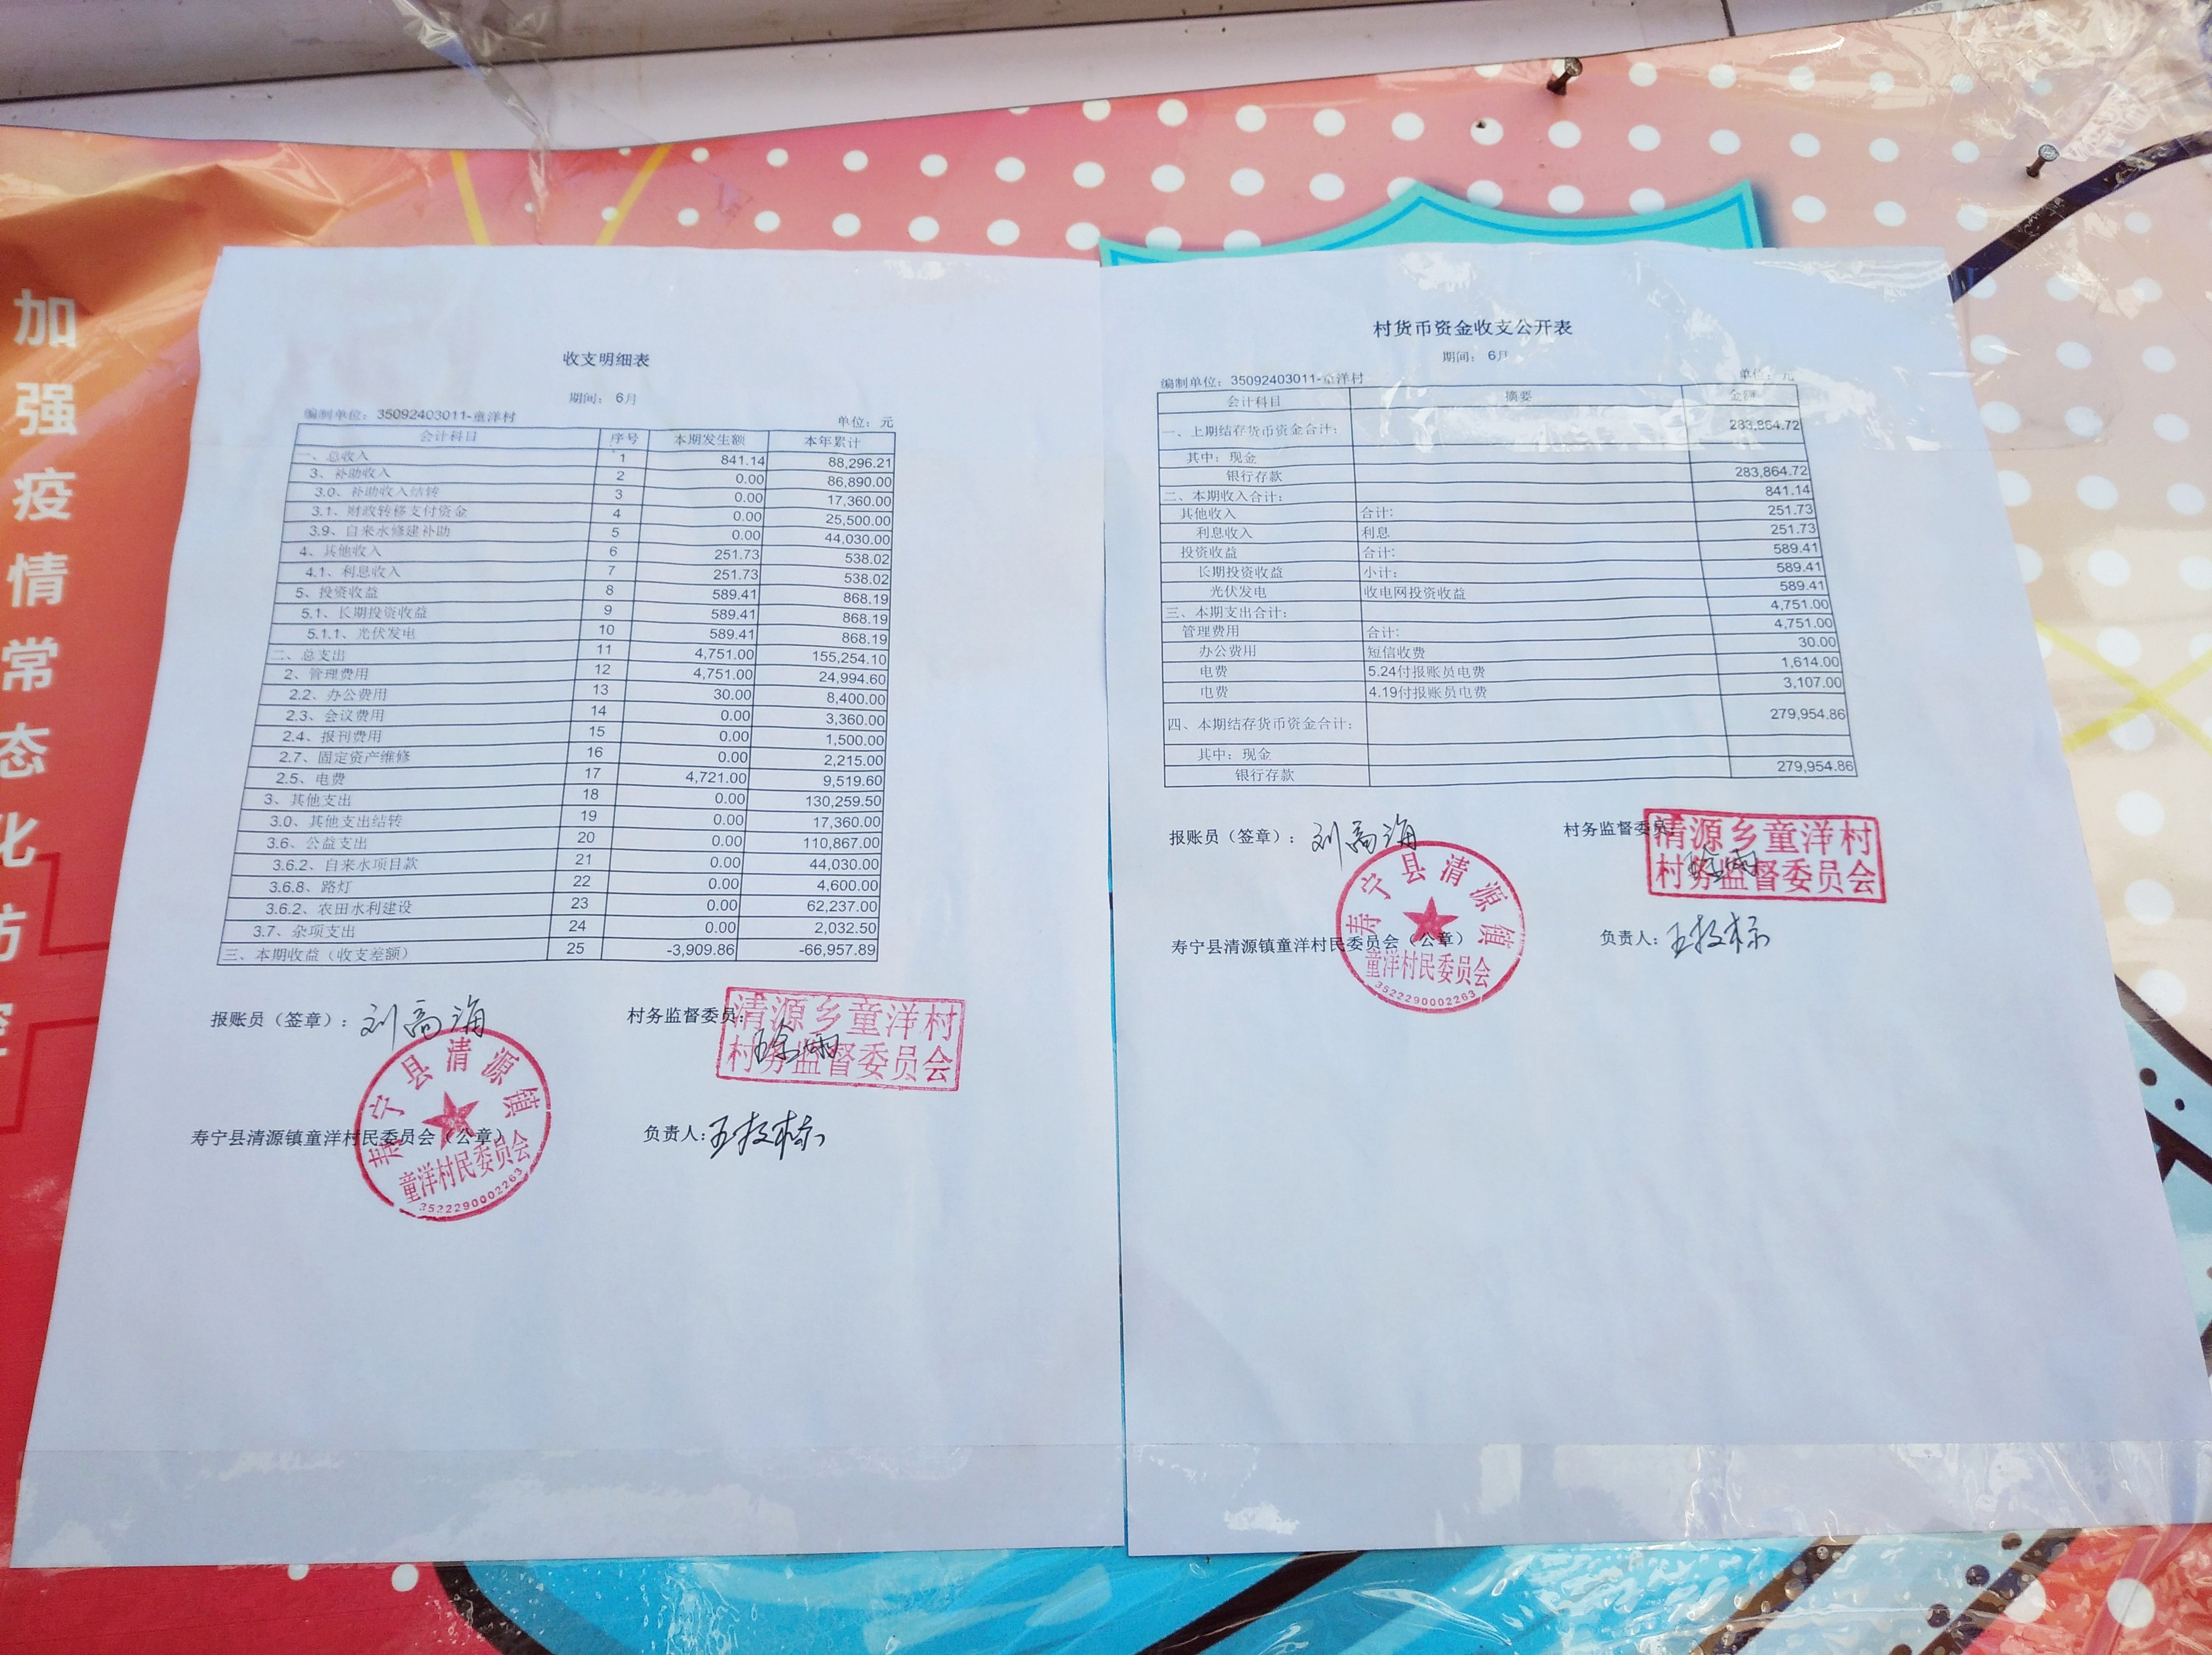 加强疫情常态化防控
收支明细表
期间： 6月
编制单位：35092403011-童洋村 单位：元
会计科目 序号 本期发生额 本年累计
一、总收入 1 841.14 88,296.21
3、补助收入 2 0.00 86,890.00
3.0、补助收入结转 3 0.00 17,360.00
3.1、财政转移支付资金 4 0.00 25,500.00
3.9、自来水修建补助 5 0.00 44,030.00
4、其他收入 6 251.73 538.02
4.1、利息收入 7 251.73 538.02
5、投资收益 8 589.41 868.19
5.1、长期投资收益 9 589.41 868.19
5.1.1、光伏发电 10 589.41 868.19
二、总支出 11 4,751.00 155,254.10
2、管理费用 12 4,751.00 24,994.60
2.2、办公费用 13 30.00 8,400.00
2.3、会议费用 14 0.00 3,360.00
2.4、报刊费用 15 0.00 1,500.00
2.7、固定资产维修 16 0.00 2,215.00
2.5、电费 17 4,721.00 9,519.60
3、其他支出 18 0.00 130,259.50
3.0、其他支出结转 19 0.00 17,360.00
3.6、公益支出 20 0.00 110,867.00
3.6.2、自来水项目款 21 0.00 44,030.00
3.6.8、路灯 22 0.00 4,600.00
3.6.2、农田水利建设 23 0.00 62,237.00
3.7、杂项支出 24 0.00 2,032.50
三、本期收益（收支差额） 25 -3,909.86 -66,957.89
报账员（签章）：刘高海 村务监督委员
清源乡童洋村
村务监督委员会
寿宁县清源镇童洋村民委员会（公章） 负责人：
寿宁县清源镇
童洋村民委员会
3522290002263
村货币资金收支公开表
期间： 6月
编制单位：35092403011-童洋村 单位：元
会计科目 摘要 金额
一、上期结存货币资金合计： 283,864.72
其中：现金
银行存款 283,864.72
二、本期收入合计： 841.14
其他收入 合计： 251.73
利息收入 利息 251.73
投资收益 合计： 589.41
长期投资收益 小计： 589.41
光伏发电 收电网投资收益 589.41
三、本期支出合计： 4,751.00
管理费用 合计： 4,751.00
办公费用 短信收费 30.00
电费 5.24付报账员电费 1,614.00
电费 4.19付报账员电费 3,107.00
四、本期结存货币资金合计： 279,954.86
其中：现金
银行存款 279,954.86
报账员（签章）：刘高海 村务监督委员
清源乡童洋村
村务监督委员会
寿宁县清源镇童洋村民委员会（公章） 负责人：
寿宁县清源镇
童洋村民委员会
3522290002263